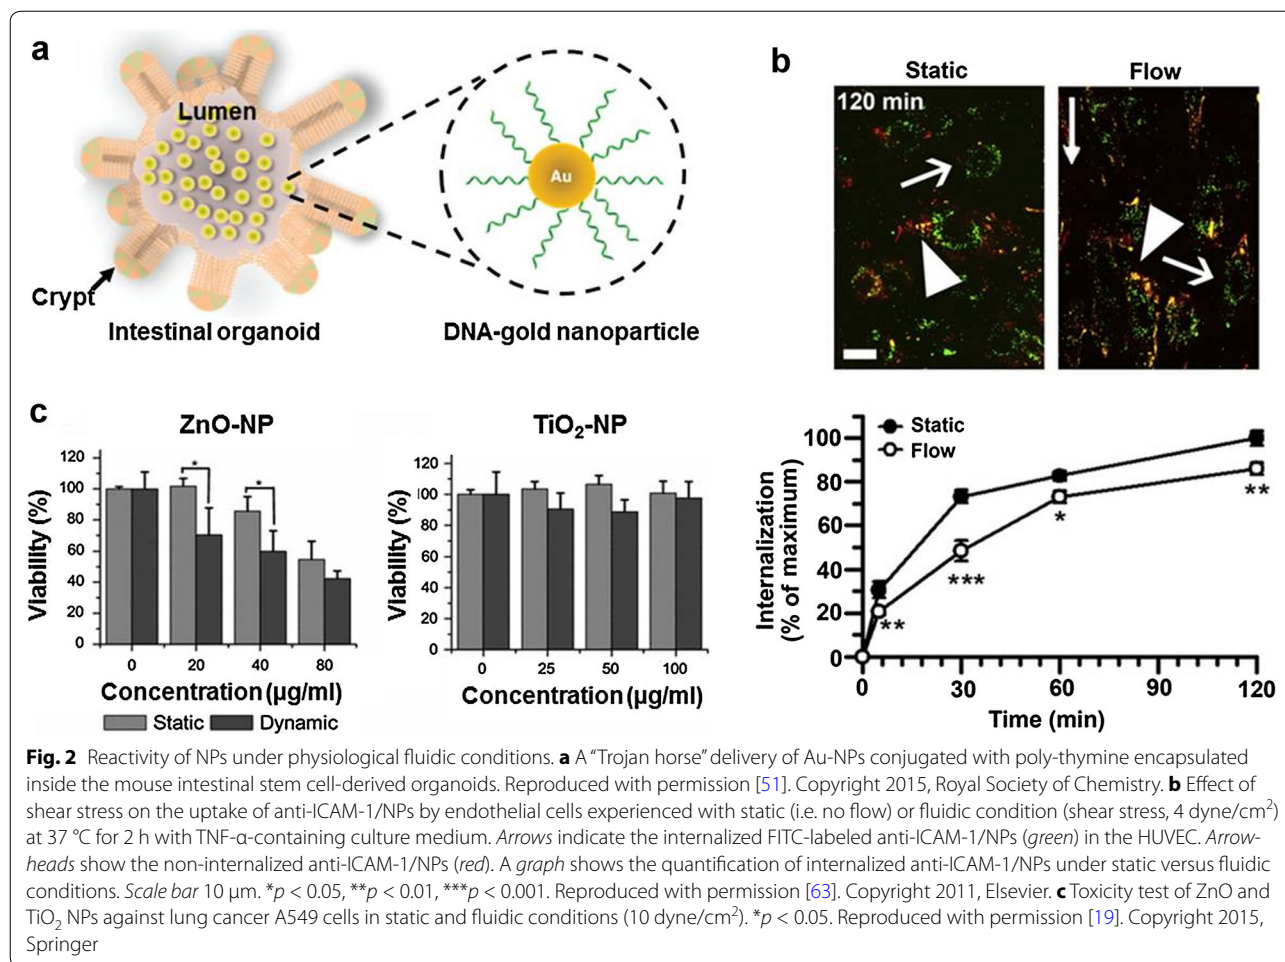 a
Lumen
Au
Crypt
Intestinal organoid
DNA-gold nanoparticle
b
Static
Flow
120 min
c
ZnO-NP
120
100
80
60
40
20
0
Viability (%)
0 20 40 80
Concentration (µg/ml)
* *
Static Dynamic
TiO2-NP
120
100
80
60
40
20
0
Viability (%)
0 25 50 100
Concentration (µg/ml)
Static
Flow
100
80
60
40
20
0
Internalization
(% of maximum)
** *** * **
0 30 60 90 120
Time (min)
Fig. 2 Reactivity of NPs under physiological fluidic conditions. a A “Trojan horse” delivery of Au-NPs conjugated with poly-thymine encapsulated
inside the mouse intestinal stem cell-derived organoids. Reproduced with permission [51]. Copyright 2015, Royal Society of Chemistry. b Effect of
shear stress on the uptake of anti-ICAM-1/NPs by endothelial cells experienced with static (i.e. no flow) or fluidic condition (shear stress, 4 dyne/cm2)
at 37 °C for 2 h with TNF-α-containing culture medium. Arrows indicate the internalized FITC-labeled anti-ICAM-1/NPs (green) in the HUVEC. Arrow-
heads show the non-internalized anti-ICAM-1/NPs (red). A graph shows the quantification of internalized anti-ICAM-1/NPs under static versus fluidic
conditions. Scale bar 10 µm. *p < 0.05, **p < 0.01, ***p < 0.001. Reproduced with permission [63]. Copyright 2011, Elsevier. c Toxicity test of ZnO and
TiO2 NPs against lung cancer A549 cells in static and fluidic conditions (10 dyne/cm2). *p < 0.05. Reproduced with permission [19]. Copyright 2015,
Springer